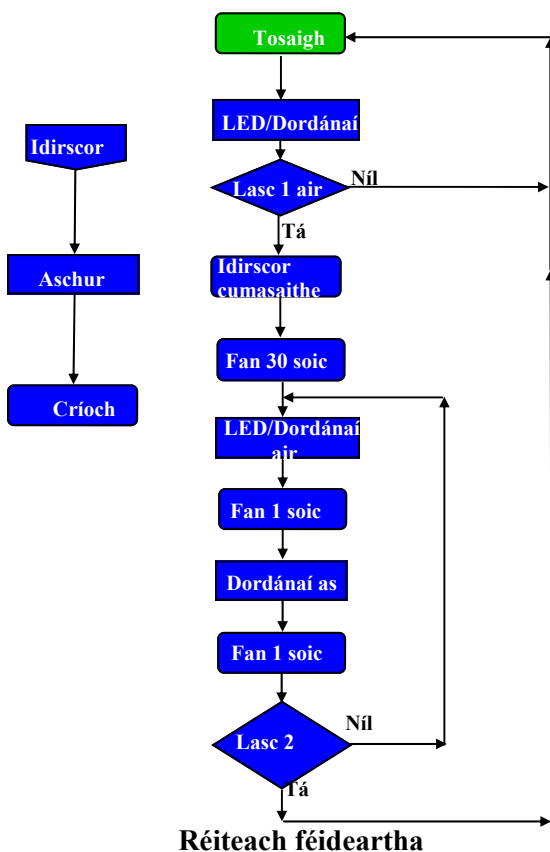 Tosaigh
LED/Dordánaí
Lasc 1 air
Níl
Tá
Idirscor
cumasaithe
Fan 30 soic
LED/Dordánaí
air
Fan 1 soic
Dordánaí as
Fan 1 soic
Lasc 2
Níl
Tá
Idirscor
Aschur
Críoch
Réiteach féideartha